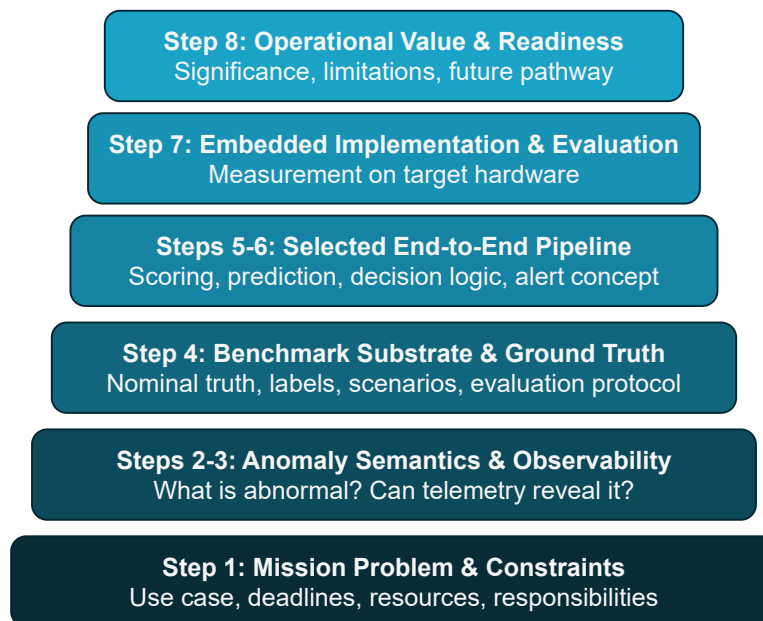 Step 8: Operational Value & Readiness
Significance, limitations, future pathway
Step 7: Embedded Implementation & Evaluation
Measurement on target hardware
Steps 5-6: Selected End-to-End Pipeline
Scoring, prediction, decision logic, alert concept
Step 4: Benchmark Substrate & Ground Truth
Nominal truth, labels, scenarios, evaluation protocol
Steps 2-3: Anomaly Semantics & Observability
What is abnormal? Can telemetry reveal it?
Step 1: Mission Problem & Constraints
Use case, deadlines, resources, responsibilities